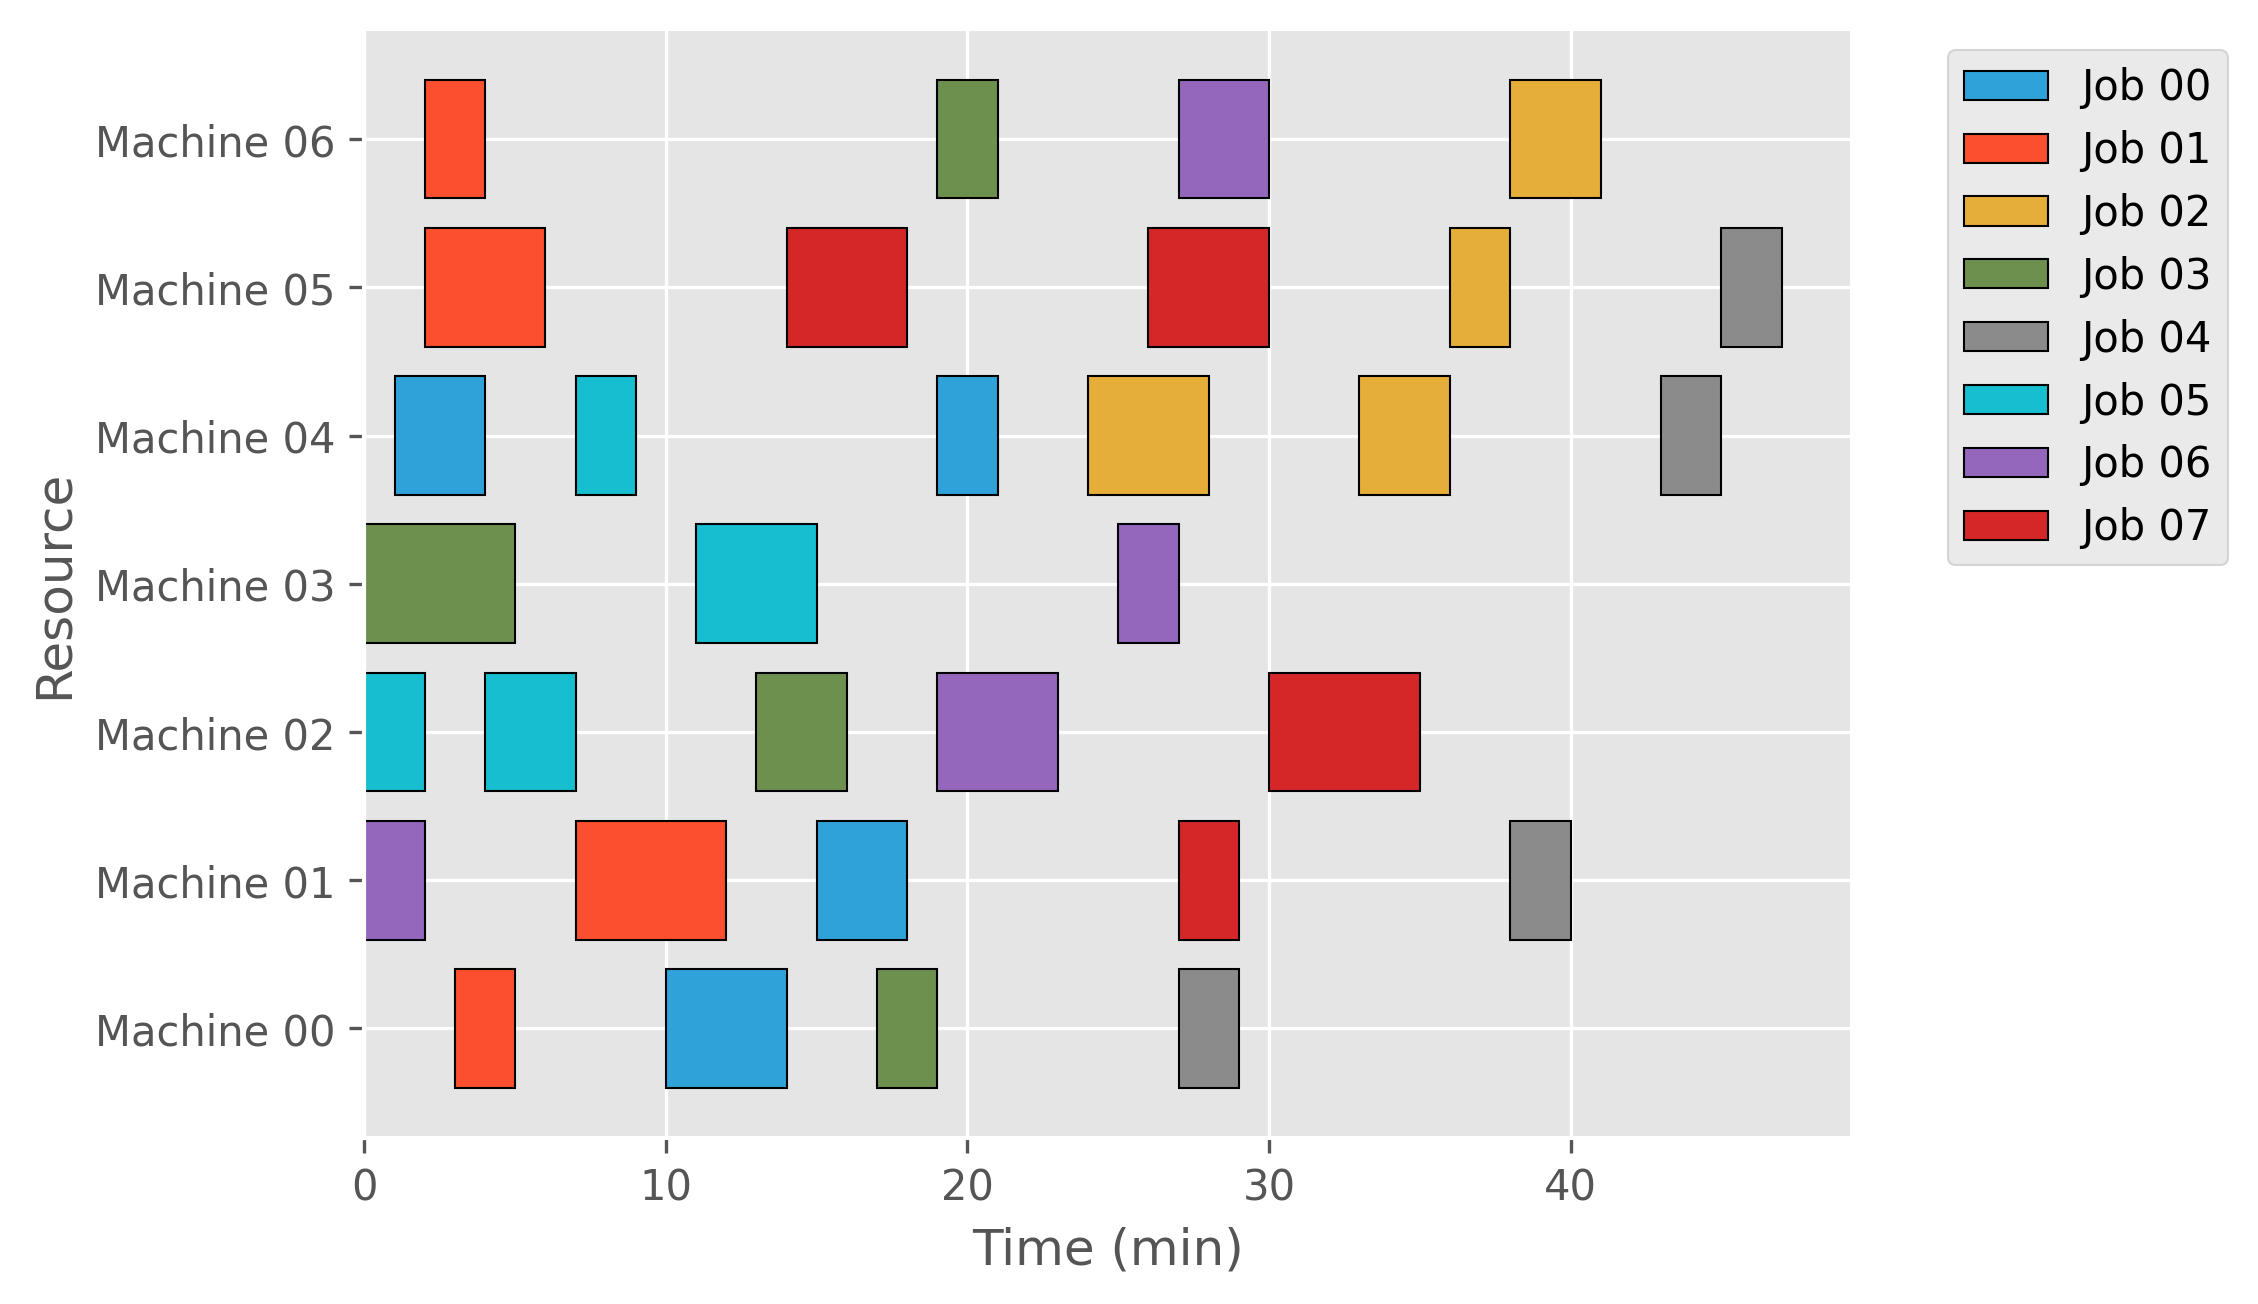 Machine 06
Machine 05
Machine 04
Machine 03
Machine 02
Machine 01
Machine 00
Resource
0 10 20 30 40
Time (min)
Job 00
Job 01
Job 02
Job 03
Job 04
Job 05
Job 06
Job 07